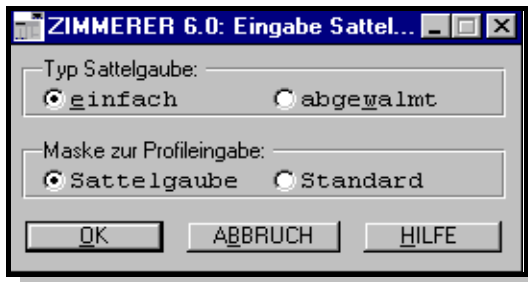 ZIMMERER 6.0: Eingabe Sattel...
Typ Sattelgaube:
einfach abgewalmt
Maske zur Profileingabe:
Sattelgaube Standard
OK ABBRUCH HILFE